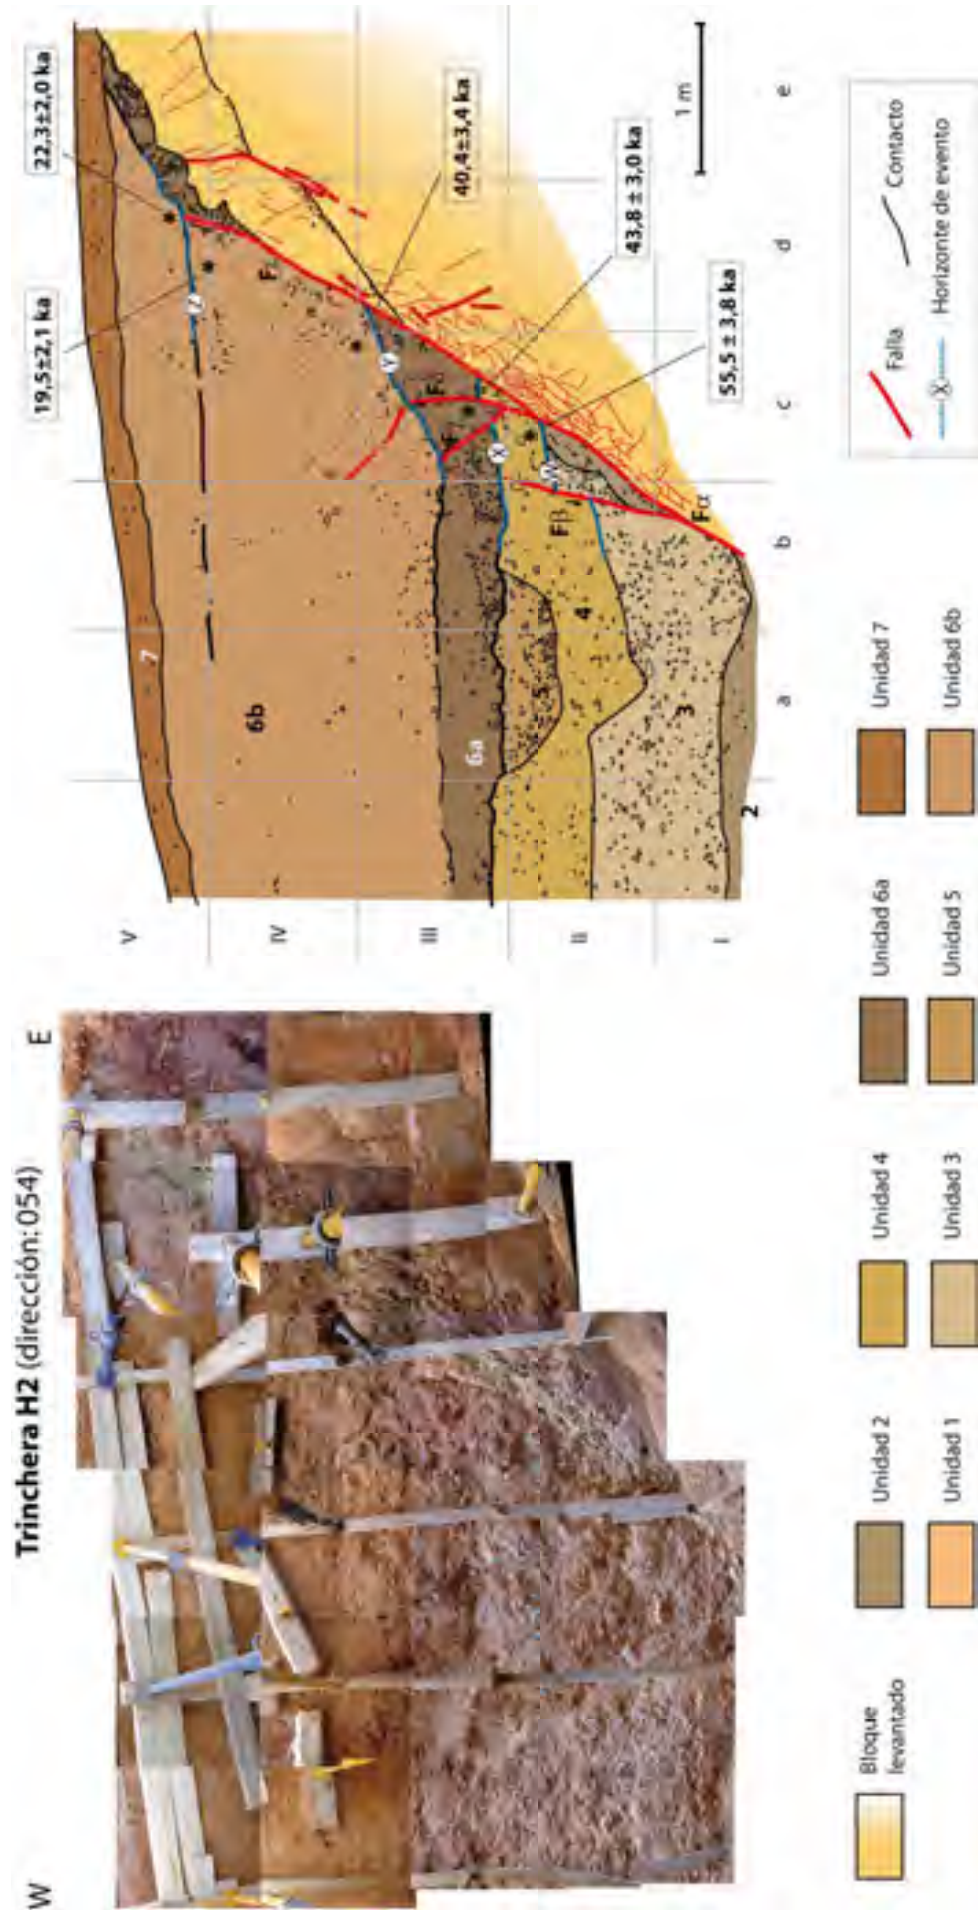 Trinchera H2 (dirección: 054)
W
E
19,5±2,1 ka
22,3±2,0 ka
40,4±3,4 ka
43,8 ± 3,0 ka
55,5 ± 3,8 ka
V
IV
III
II
I
7
6b
6a
5
4
3
2
Z
Y
X
W
Fβ
Fα
1 m
a
b
c
d
e
Falla
Contacto
X
Horizonte de evento
Bloque
levantado
Unidad 2
Unidad 4
Unidad 6a
Unidad 7
Unidad 1
Unidad 3
Unidad 5
Unidad 6b